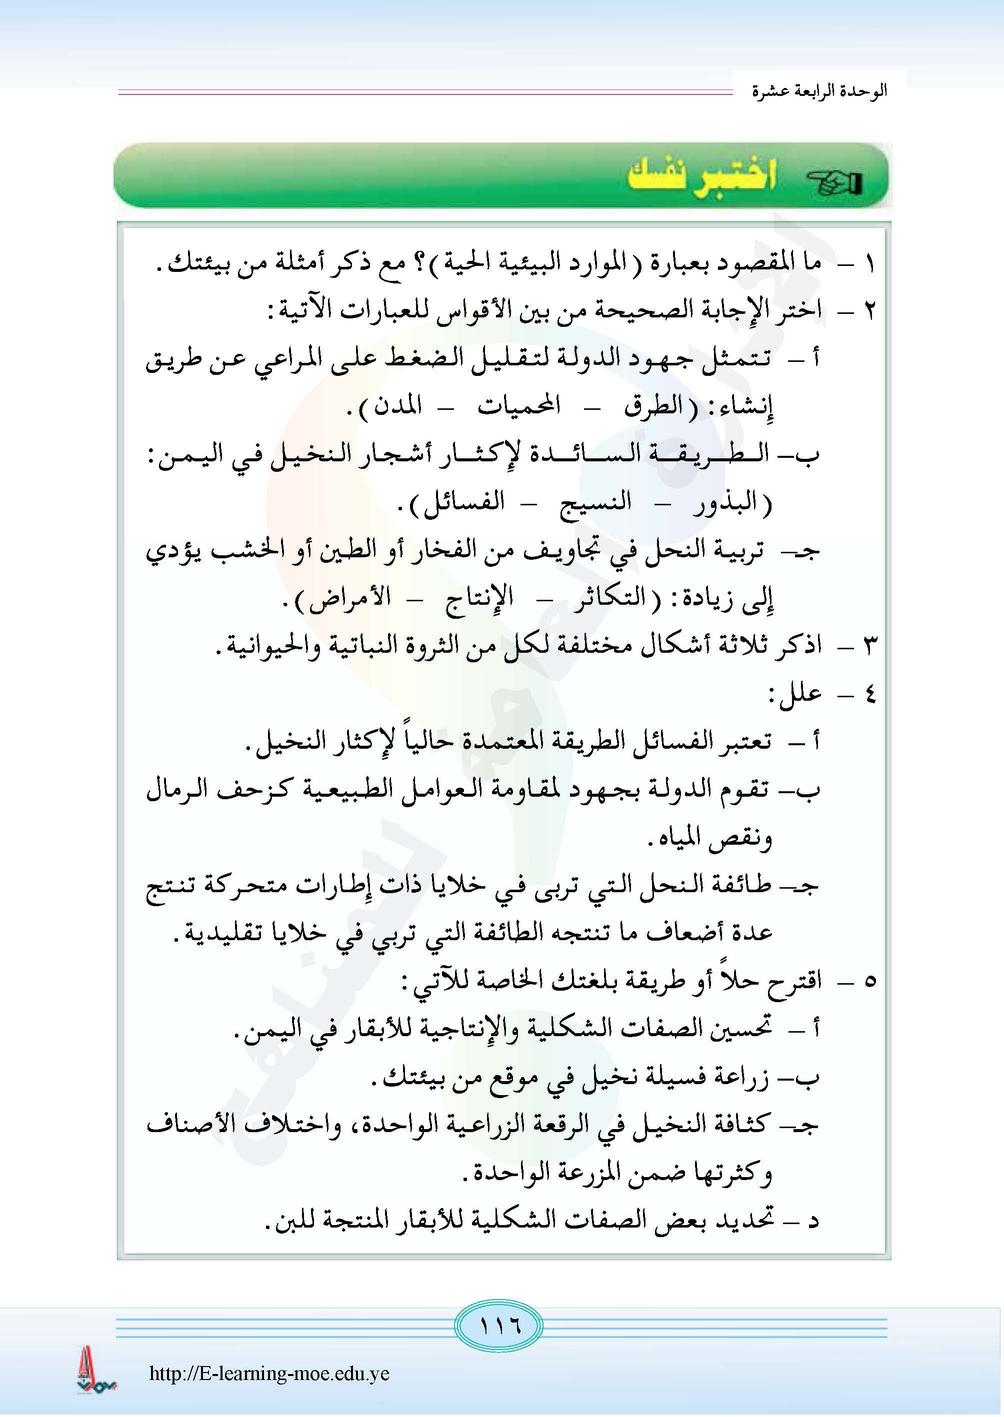 الوحدة الرابعة عشرة
اختبر نفسك
١ – ما المقصود بعبارة (الموارد البيئية الحية)؟ مع ذكر أمثلة من بيئتك.
٢ – اختر الإجابة الصحيحة من بين الأقواس للعبارات الآتية:
أ – تتمثل جهود الدولة لتقليل الضغط على المراعي عن طريق
إنشاء: (الطرق – المحميات – المدن).
ب– الطريقة السائدة لإكثار أشجار النخيل في اليمن:
(البذور – النسيج – الفسائل).
جـ– تربية النحل في تجاويف من الفخار أو الطين أو الخشب يؤدي
إلى زيادة: (التكاثر – الإنتاج – الأمراض).
٣ – اذكر ثلاثة أشكال مختلفة لكل من الثروة النباتية والحيوانية.
٤ – علل:
أ – تعتبر الفسائل الطريقة المعتمدة حالياً لإكثار النخيل.
ب– تقوم الدولة بجهود لمقاومة العوامل الطبيعية كزحف الرمال
ونقص المياه.
جـ– طائفة النحل التي تربى في خلايا ذات إطارات متحركة تنتج
عدة أضعاف ما تنتجه الطائفة التي تربي في خلايا تقليدية.
٥ – اقترح حلاً أو طريقة بلغتك الخاصة للآتي:
أ – تحسين الصفات الشكلية والإنتاجية للأبقار في اليمن.
ب– زراعة فسيلة نخيل في موقع من بيئتك.
جـ– كثافة النخيل في الرقعة الزراعية الواحدة، واختلاف الأصناف
وكثرتها ضمن المزرعة الواحدة.
د – تحديد بعض الصفات الشكلية للأبقار المنتجة للبن.
١١٦
http://E-learning-moe.edu.ye
الإدارة العامة للمناهج